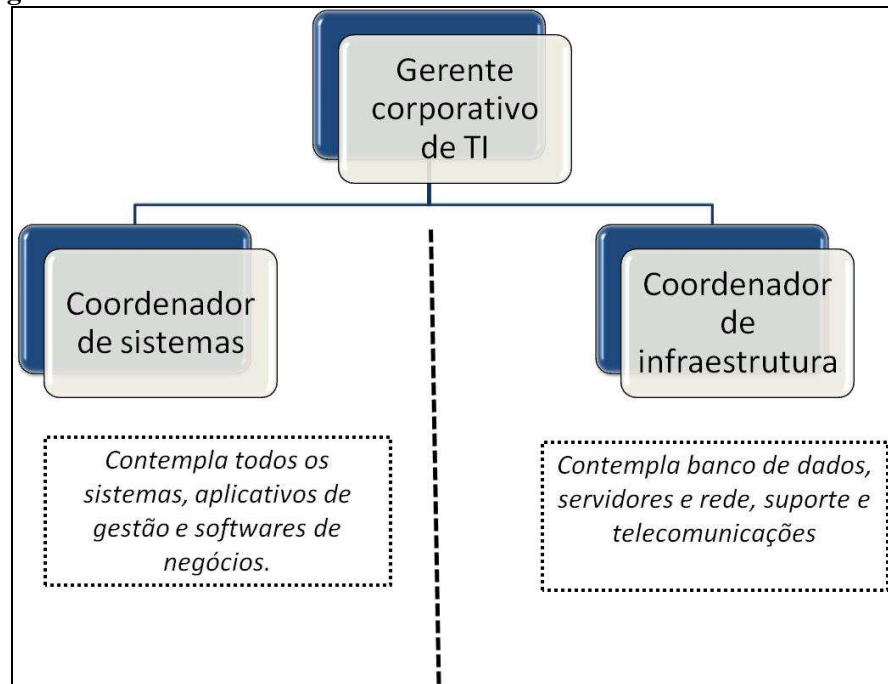 Gerente
corporativo
de TI
Coordenador
de sistemas
Coordenador
de
infraestrutura
Contempla todos os
sistemas, aplicativos de
gestão e softwares de
negócios.
Contempla banco de dados,
servidores e rede, suporte e
telecomunicações